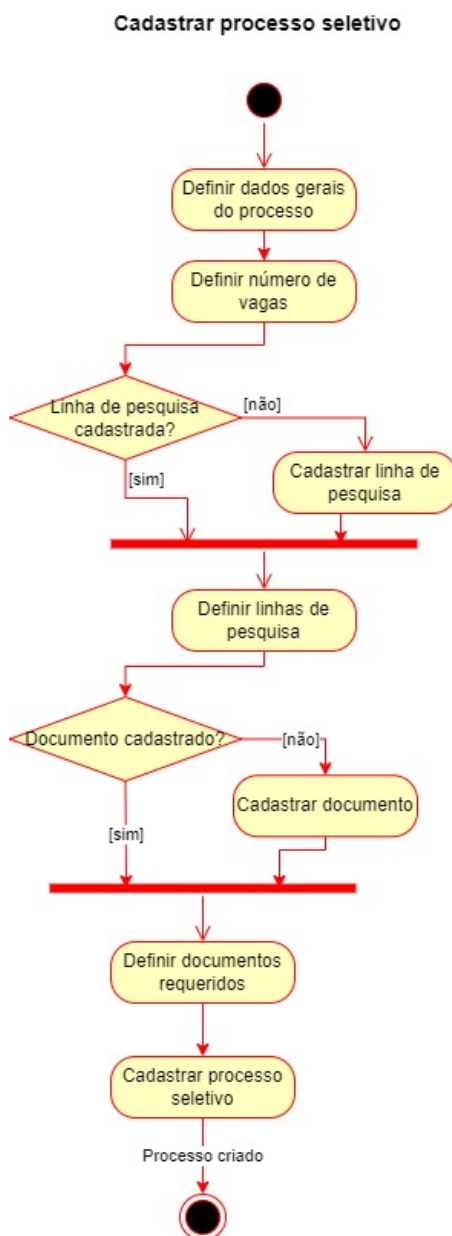 Cadastrar processo seletivo
Definir dados gerais
do processo
Definir número de
vagas
Linha de pesquisa
cadastrada?
[não]
[sim]
Cadastrar linha de
pesquisa
Definir linhas de
pesquisa
Documento cadastrado?
[não]
Cadastrar documento
[sim]
Definir documentos
requeridos
Cadastrar processo
seletivo
Processo criado